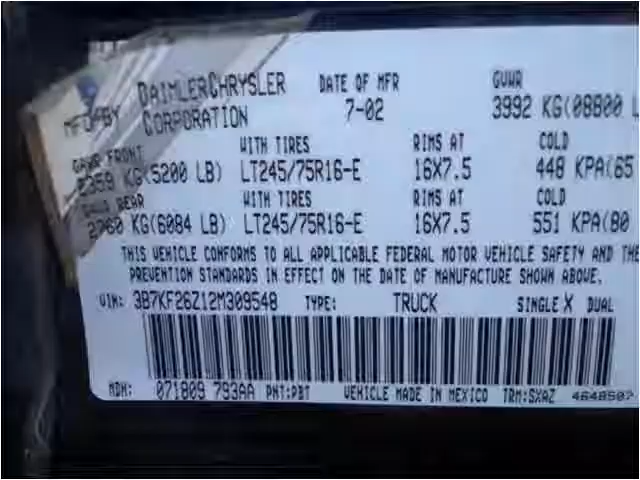 MFD BY DAIMLERCHRYSLER CORPORATION DATE OF MFR 7-02 GVWR 3992 KG(08800 L
GAWR FRONT WITH TIRES RIMS AT COLD
2359 KG(5200 LB) LT245/75R16-E 16X7.5 448 KPA(65
GAWR REAR WITH TIRES RIMS AT COLD
2760 KG(6084 LB) LT245/75R16-E 16X7.5 551 KPA(80
THIS VEHICLE CONFORMS TO ALL APPLICABLE FEDERAL MOTOR VEHICLE SAFETY AND THE
PREVENTION STANDARDS IN EFFECT ON THE DATE OF MANUFACTURE SHOWN ABOVE.
VIN: 3B7KF26Z12M309548 TYPE: TRUCK SINGLE X DUAL
MDH: 071809 793AA PNT:PBT VEHICLE MADE IN MEXICO TRM:SXAZ 4648507